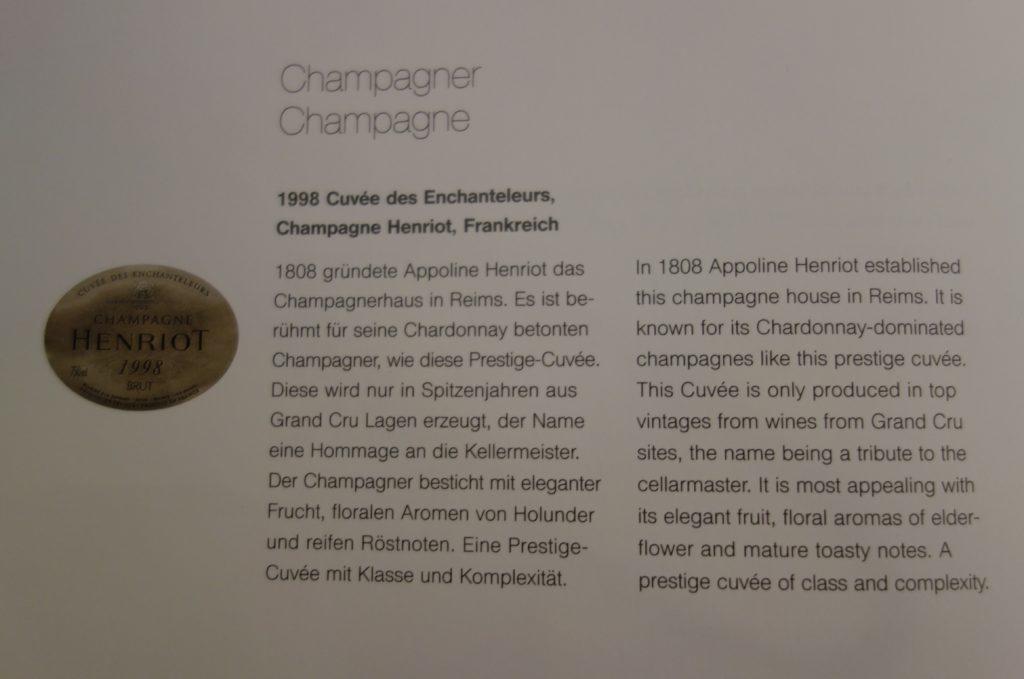 Champagner
Champagne
1998 Cuvée des Enchanteleurs,
Champagne Henriot, Frankreich
CUVÉE DES ENCHANTELEURS
CHAMPAGNE
HENRIOT
1998
750ml
BRUT
1808 gründete Appoline Henriot das
Champagnerhaus in Reims. Es ist be-
rühmt für seine Chardonnay betonten
Champagner, wie diese Prestige-Cuvée.
Diese wird nur in Spitzenjahren aus
Grand Cru Lagen erzeugt, der Name
eine Hommage an die Kellermeister.
Der Champagner besticht mit eleganter
Frucht, floralen Aromen von Holunder
und reifen Röstnoten. Eine Prestige-
Cuvée mit Klasse und Komplexität.
In 1808 Appoline Henriot established
this champagne house in Reims. It is
known for its Chardonnay-dominated
champagnes like this prestige cuvée.
This Cuvée is only produced in top
vintages from wines from Grand Cru
sites, the name being a tribute to the
cellarmaster. It is most appealing with
its elegant fruit, floral aromas of elder-
flower and mature toasty notes. A
prestige cuvée of class and complexity.